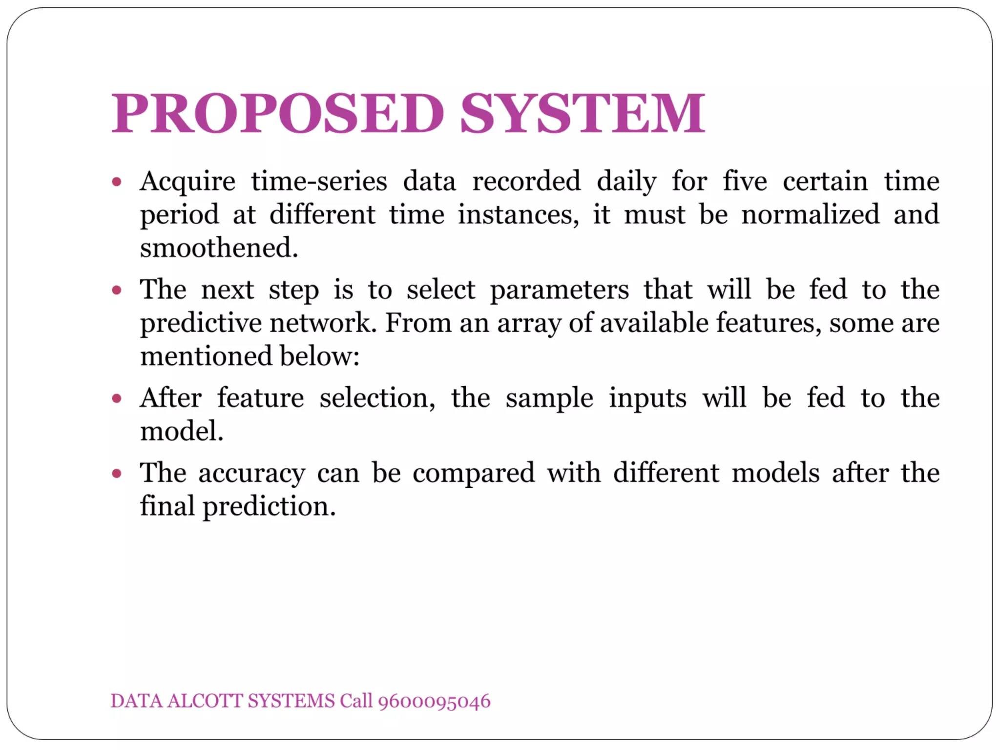 PROPOSED SYSTEM
• Acquire time-series data recorded daily for five certain time
period at different time instances, it must be normalized and
smoothened.
• The next step is to select parameters that will be fed to the
predictive network. From an array of available features, some are
mentioned below:
• After feature selection, the sample inputs will be fed to the
model.
• The accuracy can be compared with different models after the
final prediction.
DATA ALCOTT SYSTEMS Call 9600095046